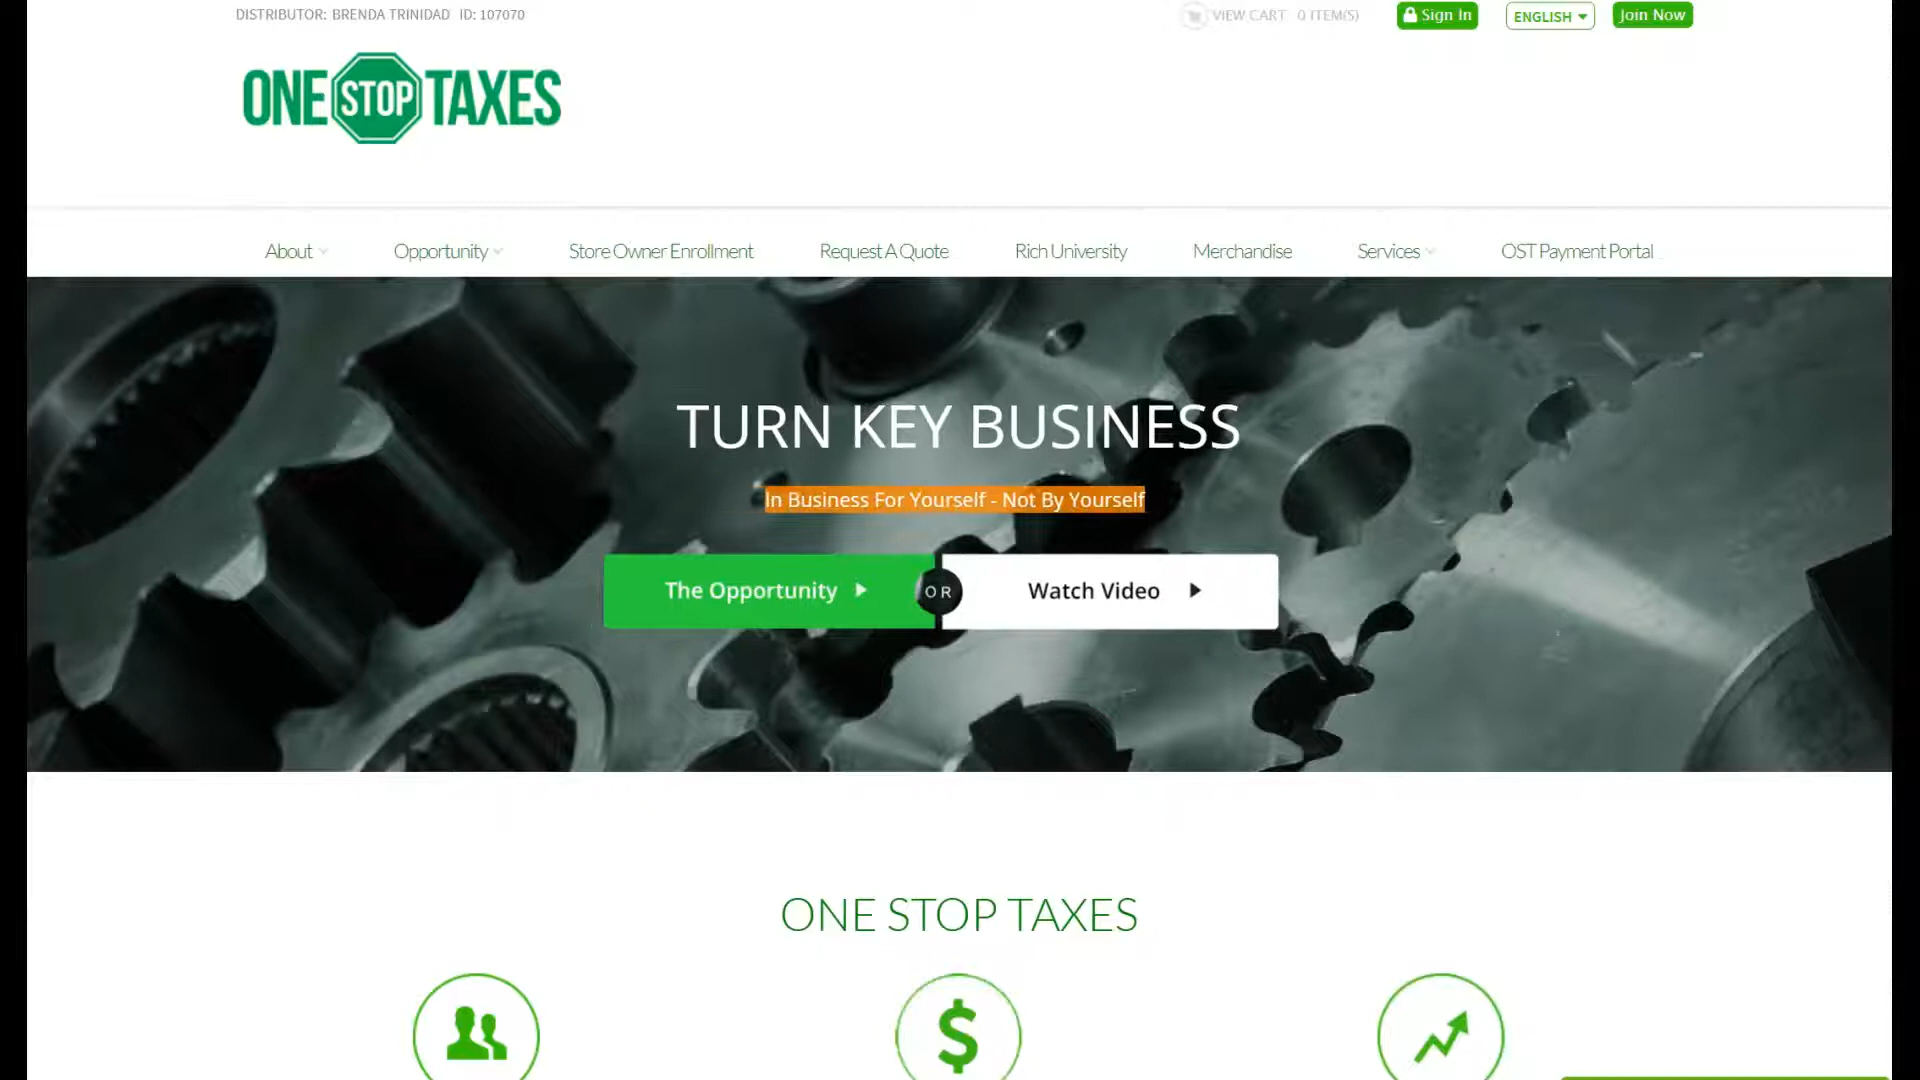 DISTRIBUTOR: BRENDA TRINIDAD ID: 107070
VIEW CART 0 ITEM(S)
Sign In
ENGLISH
Join Now
ONE STOP TAXES
About
Opportunity
Store Owner Enrollment
Request A Quote
Rich University
Merchandise
Services
OST Payment Portal
TURN KEY BUSINESS
In Business For Yourself - Not By Yourself
The Opportunity
OR
Watch Video
ONE STOP TAXES